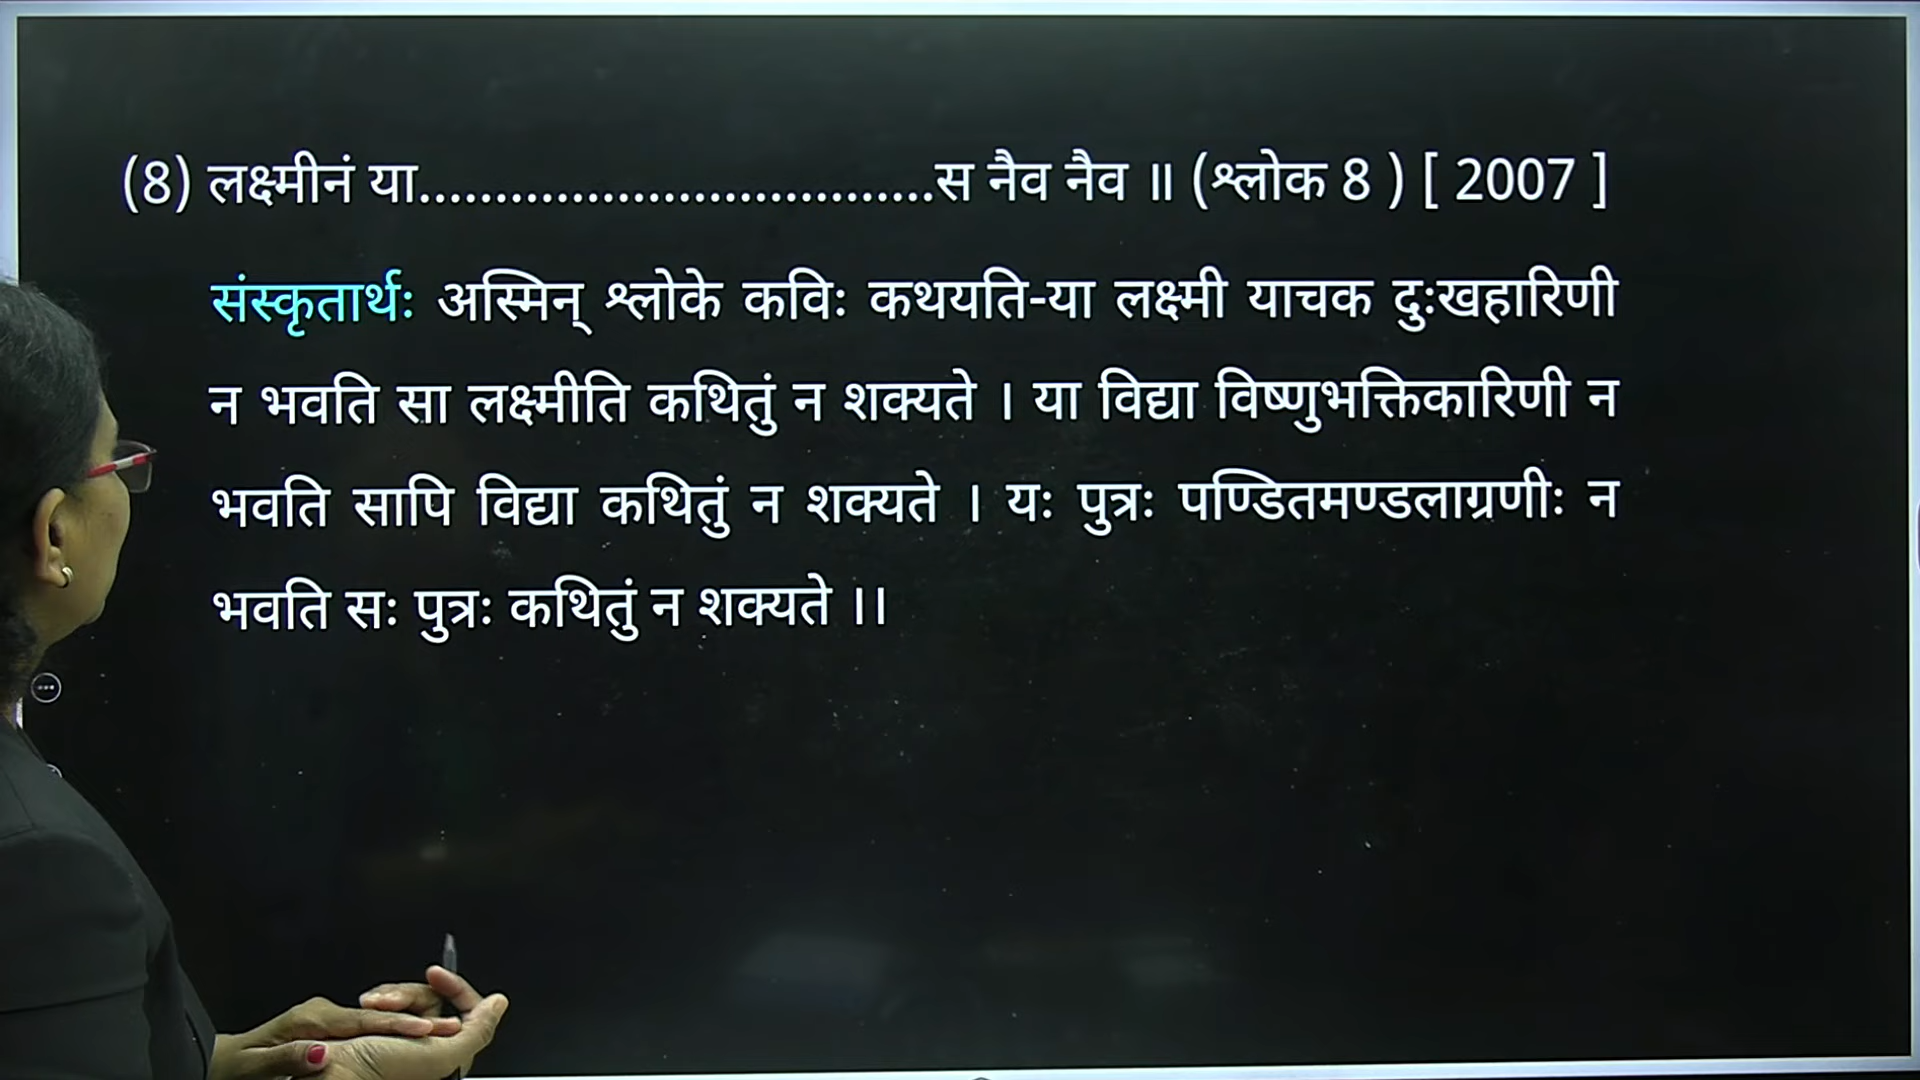 (8) लक्ष्मीनं या..................................स नैव नैव ॥ (श्लोक 8 ) [ 2007 ]
संस्कृतार्थः अस्मिन् श्लोके कविः कथयति-या लक्ष्मी याचक दुःखहारिणी
न भवति सा लक्ष्मीति कथितुं न शक्यते । या विद्या विष्णुभक्तिकारिणी न
भवति सापि विद्या कथितुं न शक्यते । यः पुत्रः पण्डितमण्डलाग्रणीः न
भवति सः पुत्रः कथितुं न शक्यते ।।